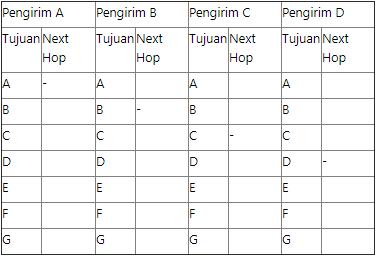 Pengirim A Pengirim B Pengirim C Pengirim D
Tujuan Next Hop Tujuan Next Hop Tujuan Next Hop Tujuan Next Hop
A - A A A
B B - B B
C C C - C
D D D D -
E E E E
F F F F
G G G G